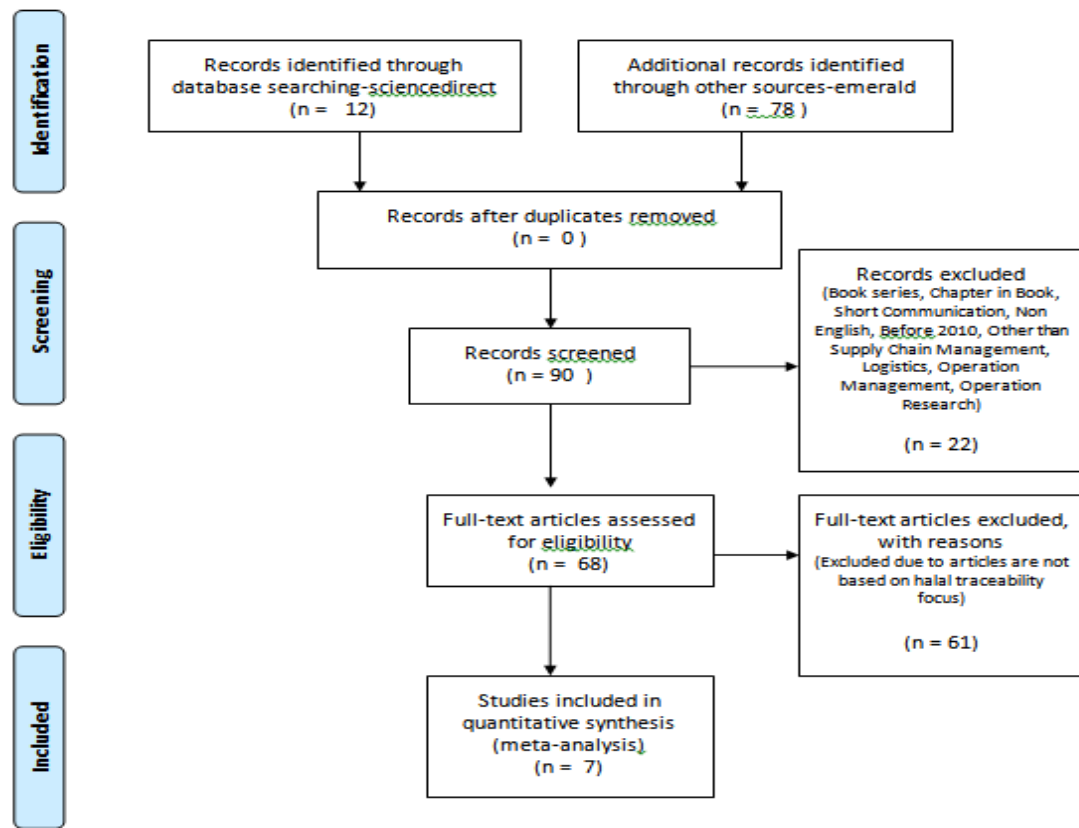 Identification
Records identified through
database searching-sciencedirect
(n = 12)
Additional records identified
through other sources-emerald
(n = 78 )
Records after duplicates removed
(n = 0 )
Screening
Records screened
(n = 90 )
Records excluded
(Book series, Chapter in Book,
Short Communication, Non
English, Before 2010, Other than
Supply Chain Management,
Logistics, Operation
Management, Operation
Research)
(n = 22)
Eligibility
Full-text articles assessed
for eligibility
(n = 68)
Full-text articles excluded,
with reasons
(Excluded due to articles are not
based on halal traceability
focus)
(n = 61)
Included
Studies included in
quantitative synthesis
(meta-analysis)
(n = 7)